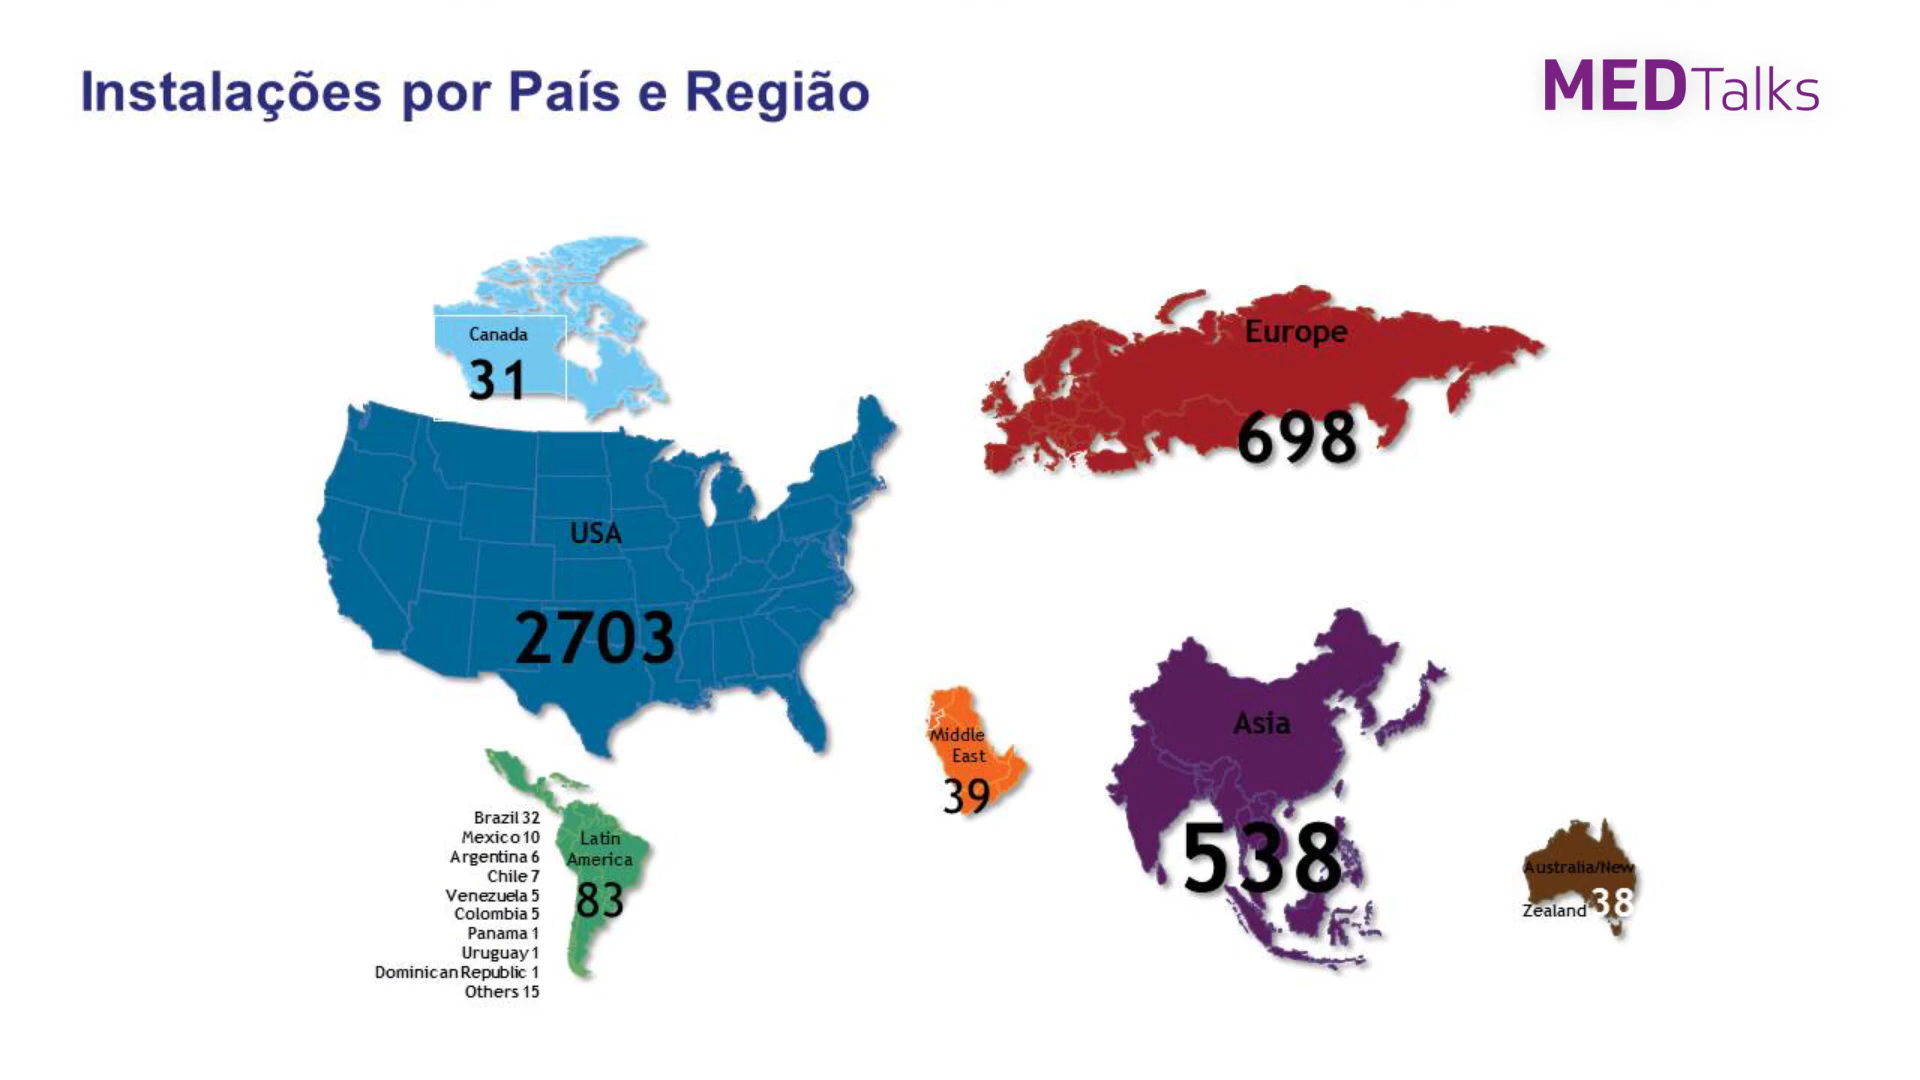 Instalações por País e Região
MEDTalks
Canada
31
Europe
698
USA
2703
Middle
East
39
Asia
538
Brazil 32
Mexico 10
Argentina 6
Chile 7
Venezuela 5
Colombia 5
Panama 1
Uruguay 1
Dominican Republic 1
Others 15
Latin
America
83
Australia/New
Zealand 38